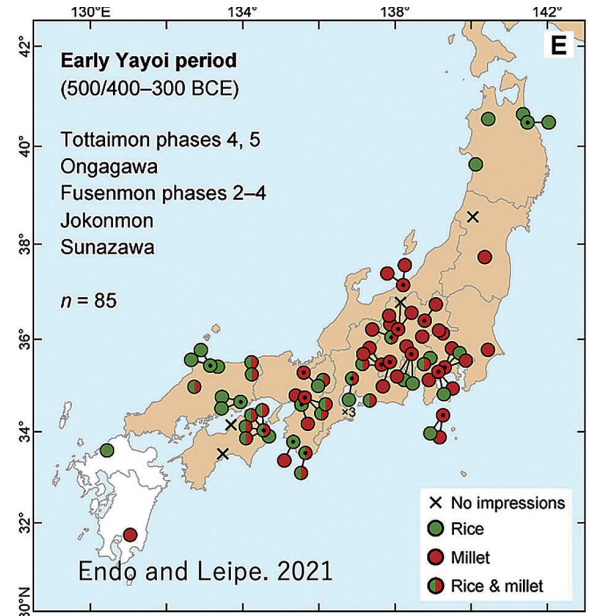 130°E 134° 138° 142°
E
42°
Early Yayoi period
(500/400–300 BCE)
Tottaimon phases 4, 5
40°
Ongagawa
Fusenmon phases 2–4
Jokonmon
38°
Sunazawa
n = 85
36°
34°
×3
No impressions
Rice
32°
Millet
Endo and Leipe. 2021
Rice & millet
30°N